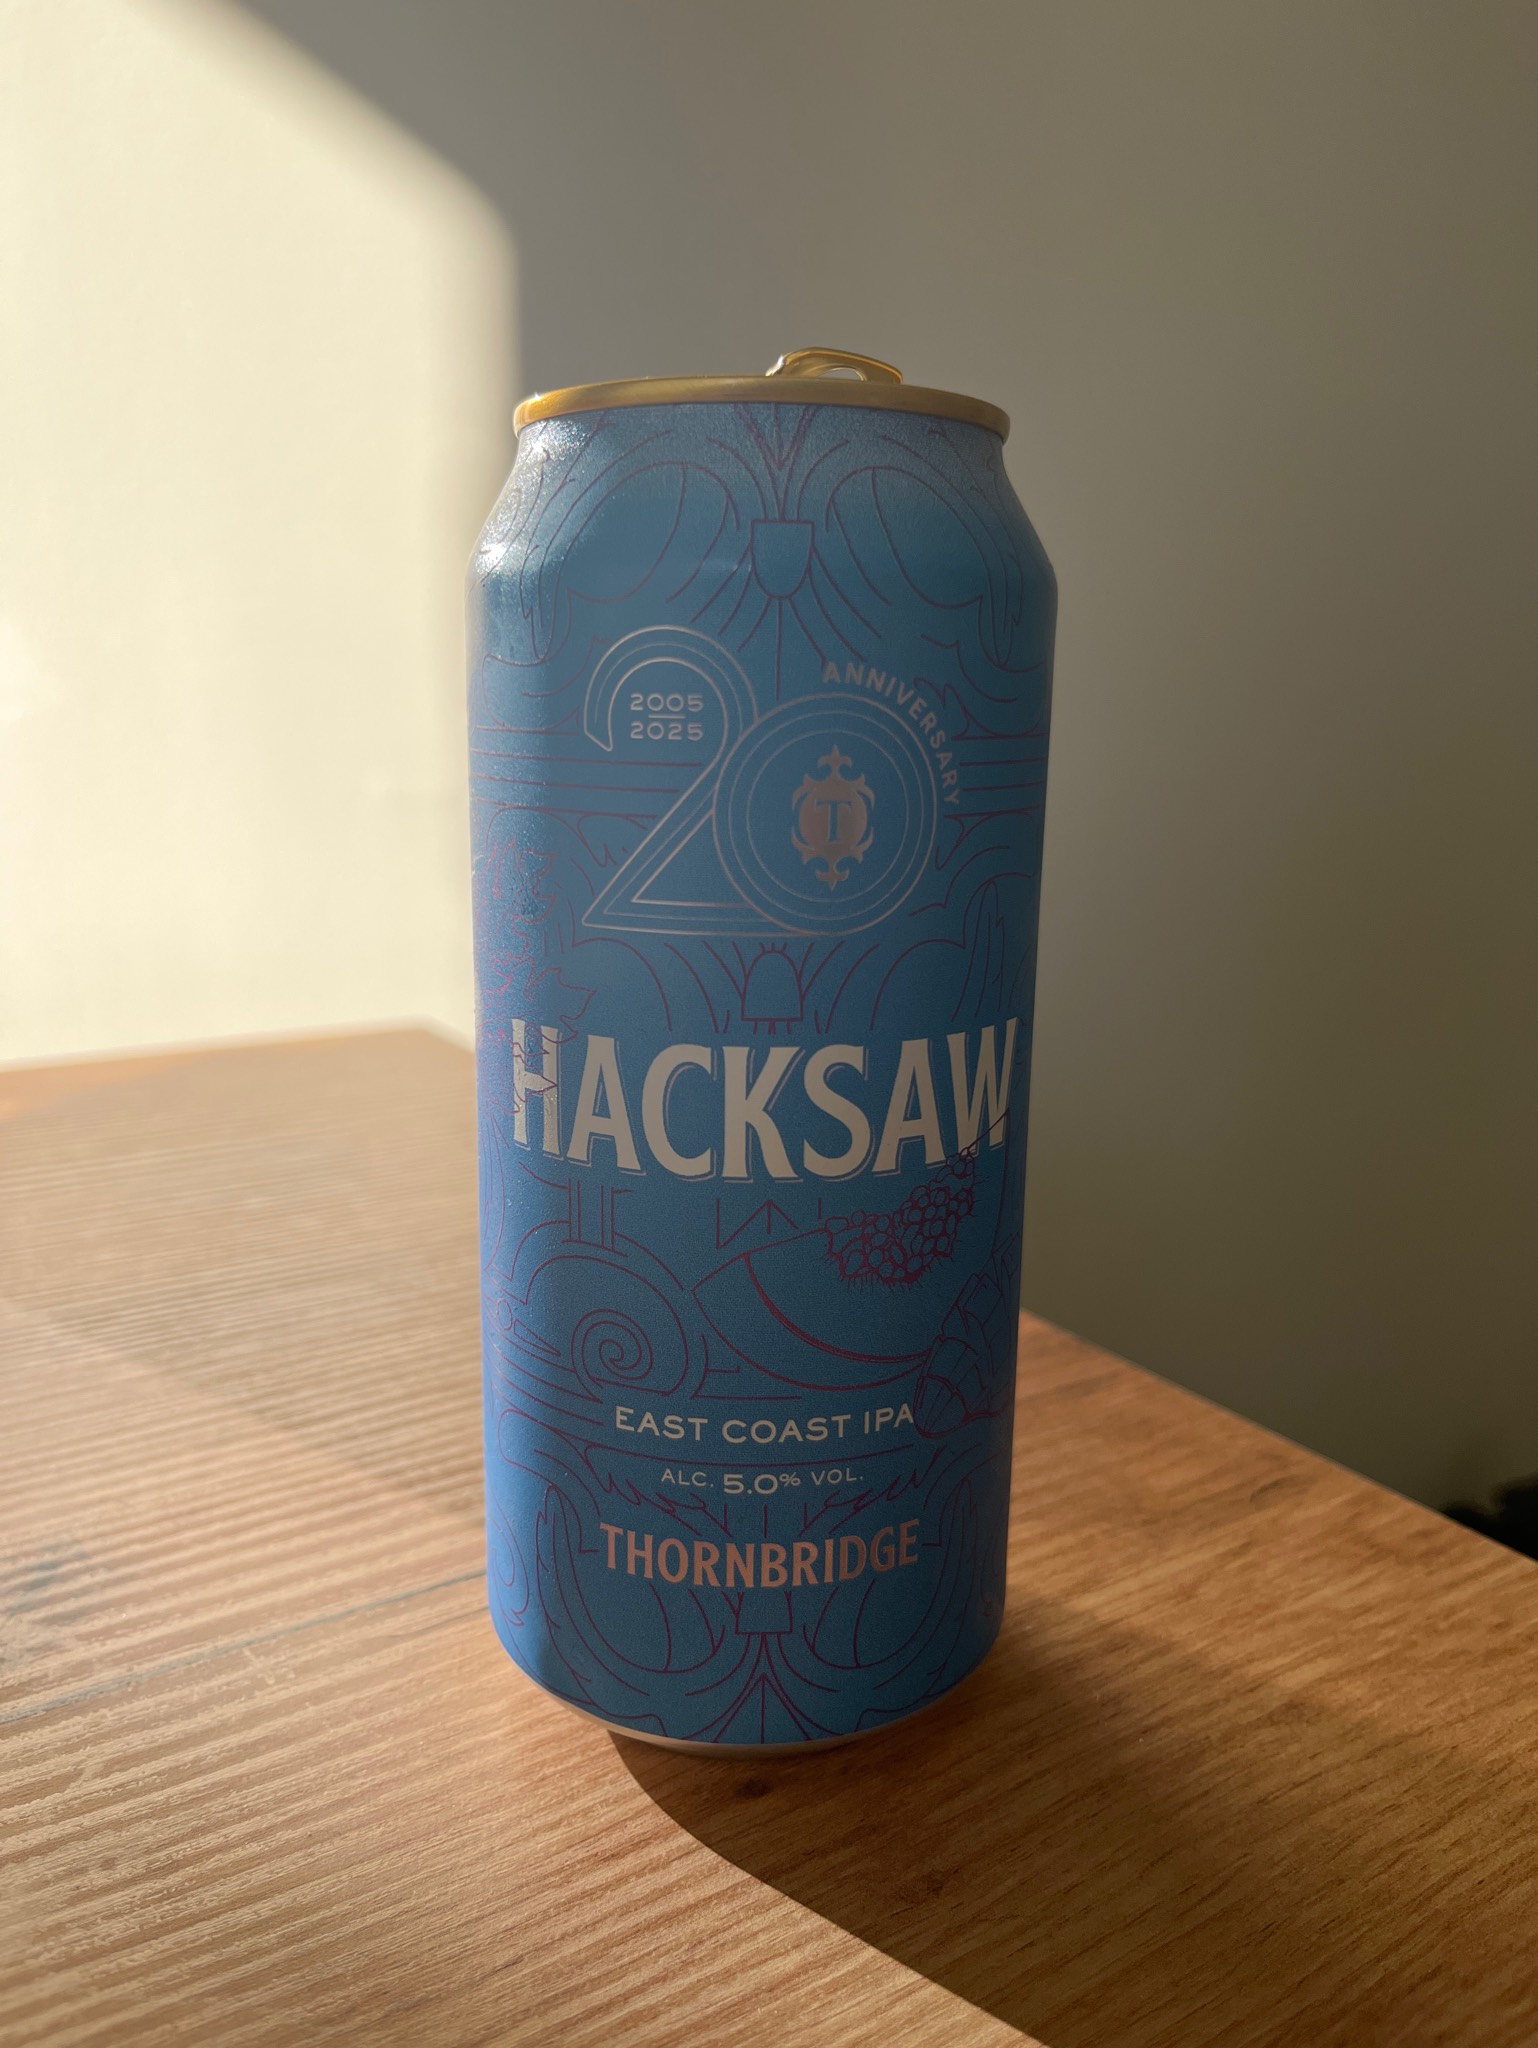 2005
2025
ANNIVERSARY
20
T
HACKSAW
EAST COAST IPA
ALC. 5.0% VOL.
THORNBRIDGE